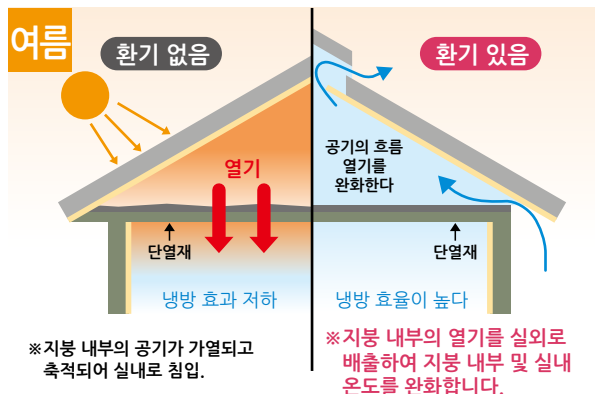 여름
환기 없음
환기 있음
열기
공기의 흐름
열기를
완화한다
단열재
단열재
냉방 효과 저하
냉방 효율이 높다
※지붕 내부의 공기가 가열되고
축적되어 실내로 침입.
※지붕 내부의 열기를 실외로
배출하여 지붕 내부 및 실내
온도를 완화합니다.